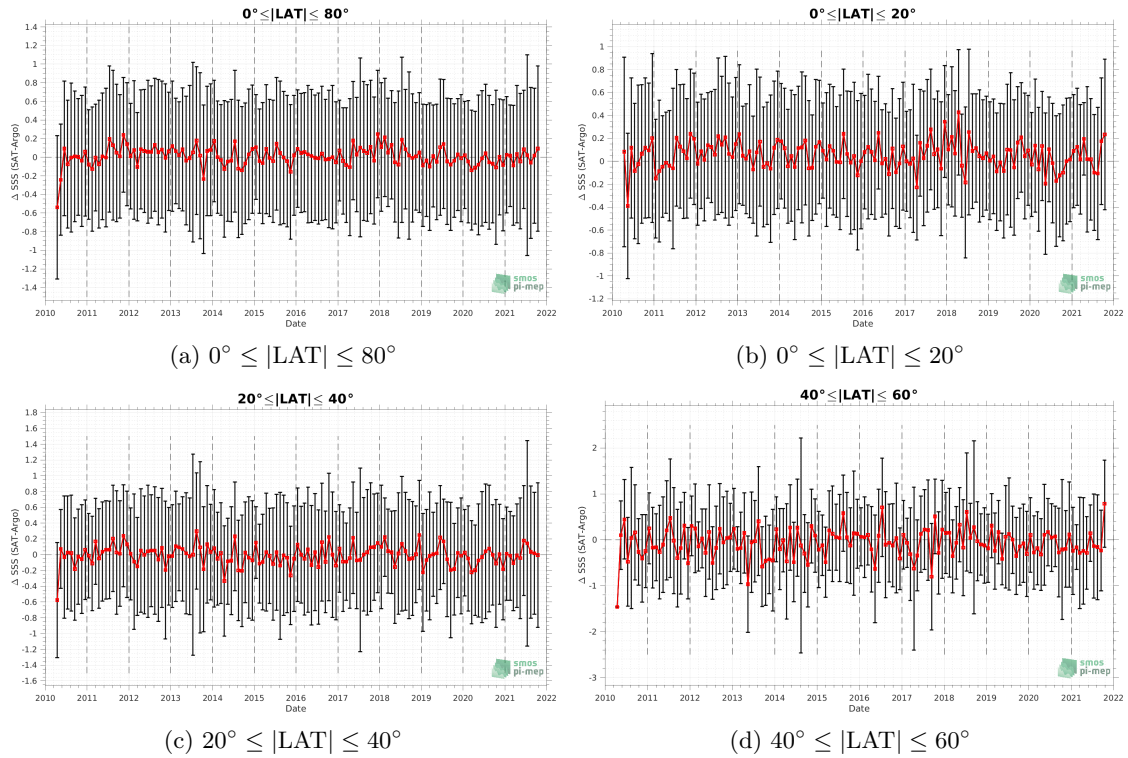 0°≤|LAT|≤ 80°
1.4
1.2
1
0.8
0.6
0.4
0.2
0
-0.2
-0.4
-0.6
-0.8
-1
-1.2
-1.4
Δ SSS (SAT-Argo)
2010 2011 2012 2013 2014 2015 2016 2017 2018 2019 2020 2021 2022
Date
smos
pi-mep
(a) 0° ≤ |LAT| ≤ 80°
0°≤|LAT|≤ 20°
1
0.8
0.6
0.4
0.2
0
-0.2
-0.4
-0.6
-0.8
-1
-1.2
Δ SSS (SAT-Argo)
2010 2011 2012 2013 2014 2015 2016 2017 2018 2019 2020 2021 2022
Date
smos
pi-mep
(b) 0° ≤ |LAT| ≤ 20°
20°≤|LAT|≤ 40°
1.8
1.6
1.4
1.2
1
0.8
0.6
0.4
0.2
0
-0.2
-0.4
-0.6
-0.8
-1
-1.2
-1.4
-1.6
Δ SSS (SAT-Argo)
2010 2011 2012 2013 2014 2015 2016 2017 2018 2019 2020 2021 2022
Date
smos
pi-mep
(c) 20° ≤ |LAT| ≤ 40°
40°≤|LAT|≤ 60°
2
1
0
-1
-2
-3
Δ SSS (SAT-Argo)
2011 2012 2013 2014 2015 2016 2017 2018 2019 2020 2021 2022
Date
smos
pi-mep
(d) 40° ≤ |LAT| ≤ 60°